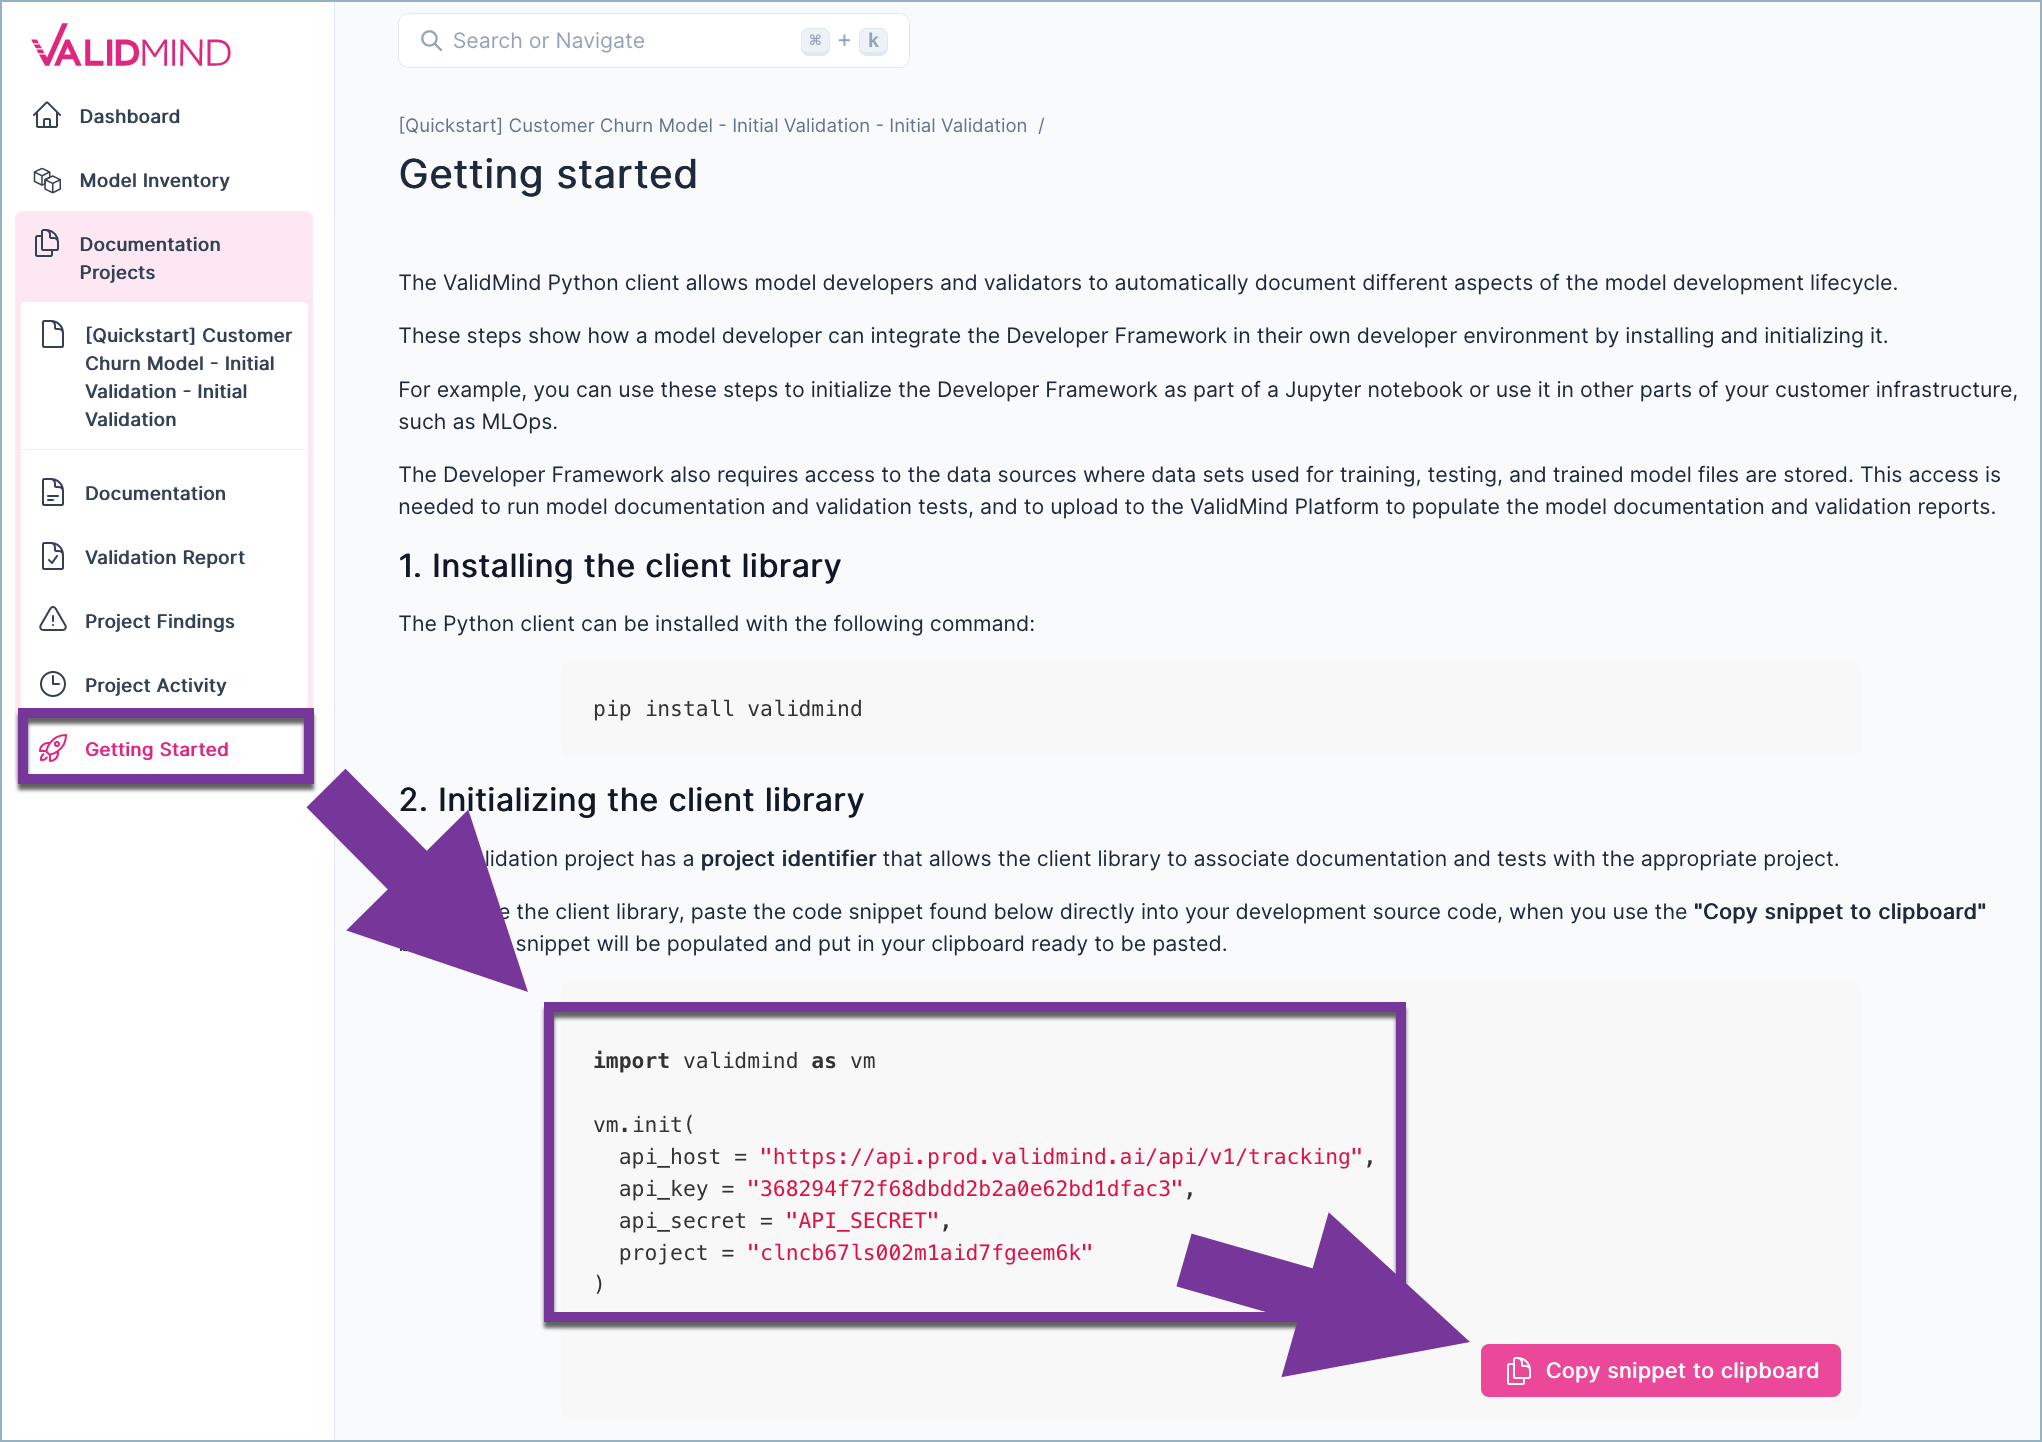 VALIDMIND
Dashboard
Model Inventory
Documentation
Projects
[Quickstart] Customer
Churn Model - Initial
Validation - Initial
Validation
Documentation
Validation Report
Project Findings
Project Activity
Getting Started
Search or Navigate ⌘ + k
[Quickstart] Customer Churn Model - Initial Validation - Initial Validation /
Getting started
The ValidMind Python client allows model developers and validators to automatically document different aspects of the model development lifecycle.
These steps show how a model developer can integrate the Developer Framework in their own developer environment by installing and initializing it.
For example, you can use these steps to initialize the Developer Framework as part of a Jupyter notebook or use it in other parts of your customer infrastructure,
such as MLOps.
The Developer Framework also requires access to the data sources where data sets used for training, testing, and trained model files are stored. This access is
needed to run model documentation and validation tests, and to upload to the ValidMind Platform to populate the model documentation and validation reports.
1. Installing the client library
The Python client can be installed with the following command:
pip install validmind
2. Initializing the client library
project has a project identifier that allows the client library to associate documentation and tests with the appropriate project.
the client library, paste the code snippet found below directly into your development source code, when you use the "Copy snippet to clipboard"
snippet will be populated and put in your clipboard ready to be pasted.
import validmind as vm
vm.init(
api_host = "https://api.prod.validmind.ai/api/v1/tracking",
api_key = "368294f72f68dbdd2b2a0e62bd1dfac3",
api_secret = "API_SECRET",
project = "clncb67ls002m1aid7fgeem6k"
)
Copy snippet to clipboard